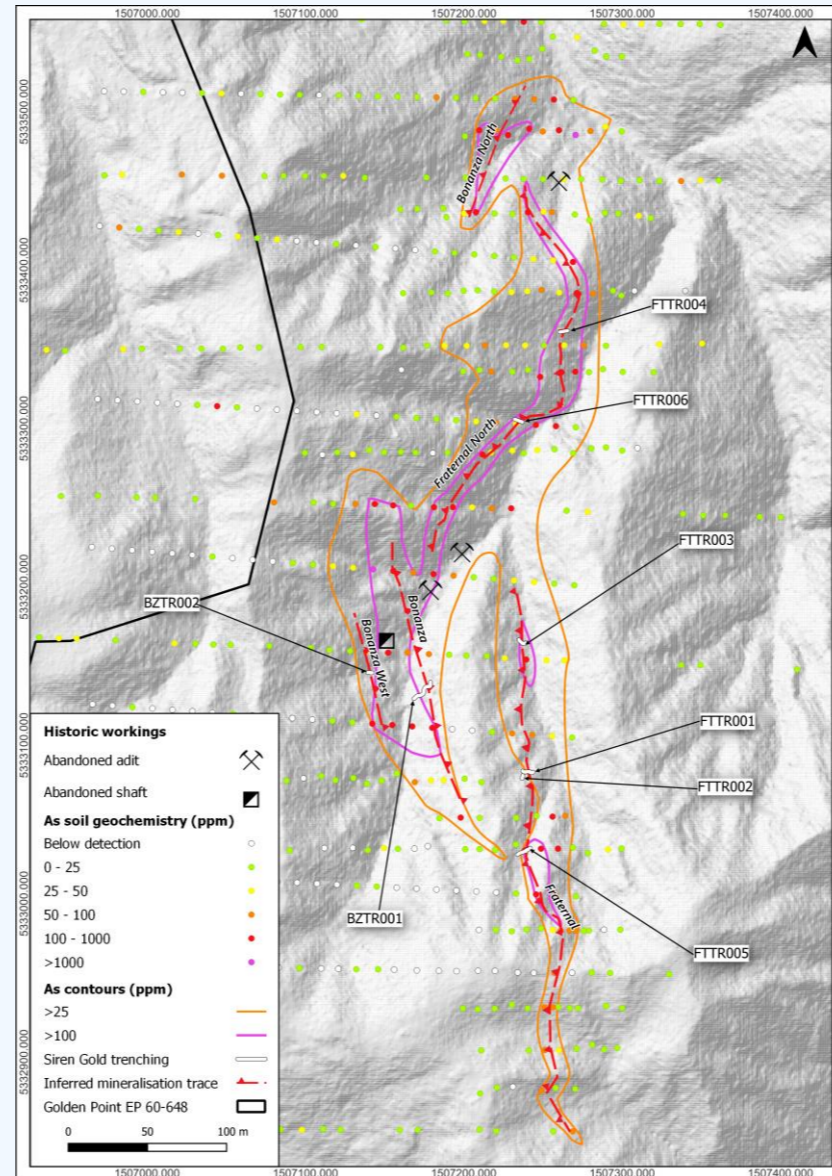 1507000.000 1507100.000 1507200.000 1507300.000 1507400.000
5333500.000
5333400.000
5333300.000
5333200.000
5333100.000
5333000.000
5332900.000
Bonanza North
FTTR004
FTTR006
Fraternal North
FTTR003
BZTR002
Bonanza
Bonanza West
FTTR001
FTTR002
BZTR001
Fraternal
FTTR005
Historic workings
Abandoned adit
Abandoned shaft
As soil geochemistry (ppm)
Below detection
0 - 25
25 - 50
50 - 100
100 - 1000
>1000
As contours (ppm)
>25
>100
Siren Gold trenching
Inferred mineralisation trace
Golden Point EP 60-648
0 50 100 m
1507000.000 1507100.000 1507200.000 1507300.000 1507400.000